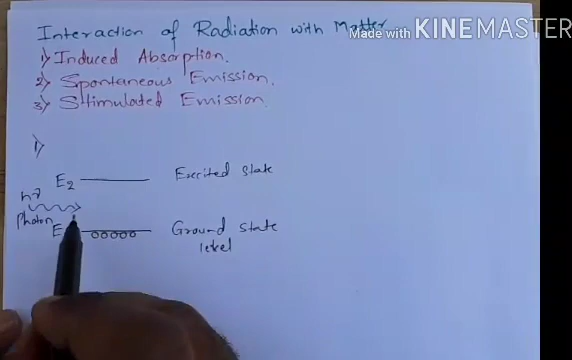 Interaction of Radiation with Matter
Made with KINEMASTER
1) Induced Absorption.
2) Spontaneous Emission.
3) Stimulated Emission.
1)
E2 Excited state
hν
Photon
E Ground state
level